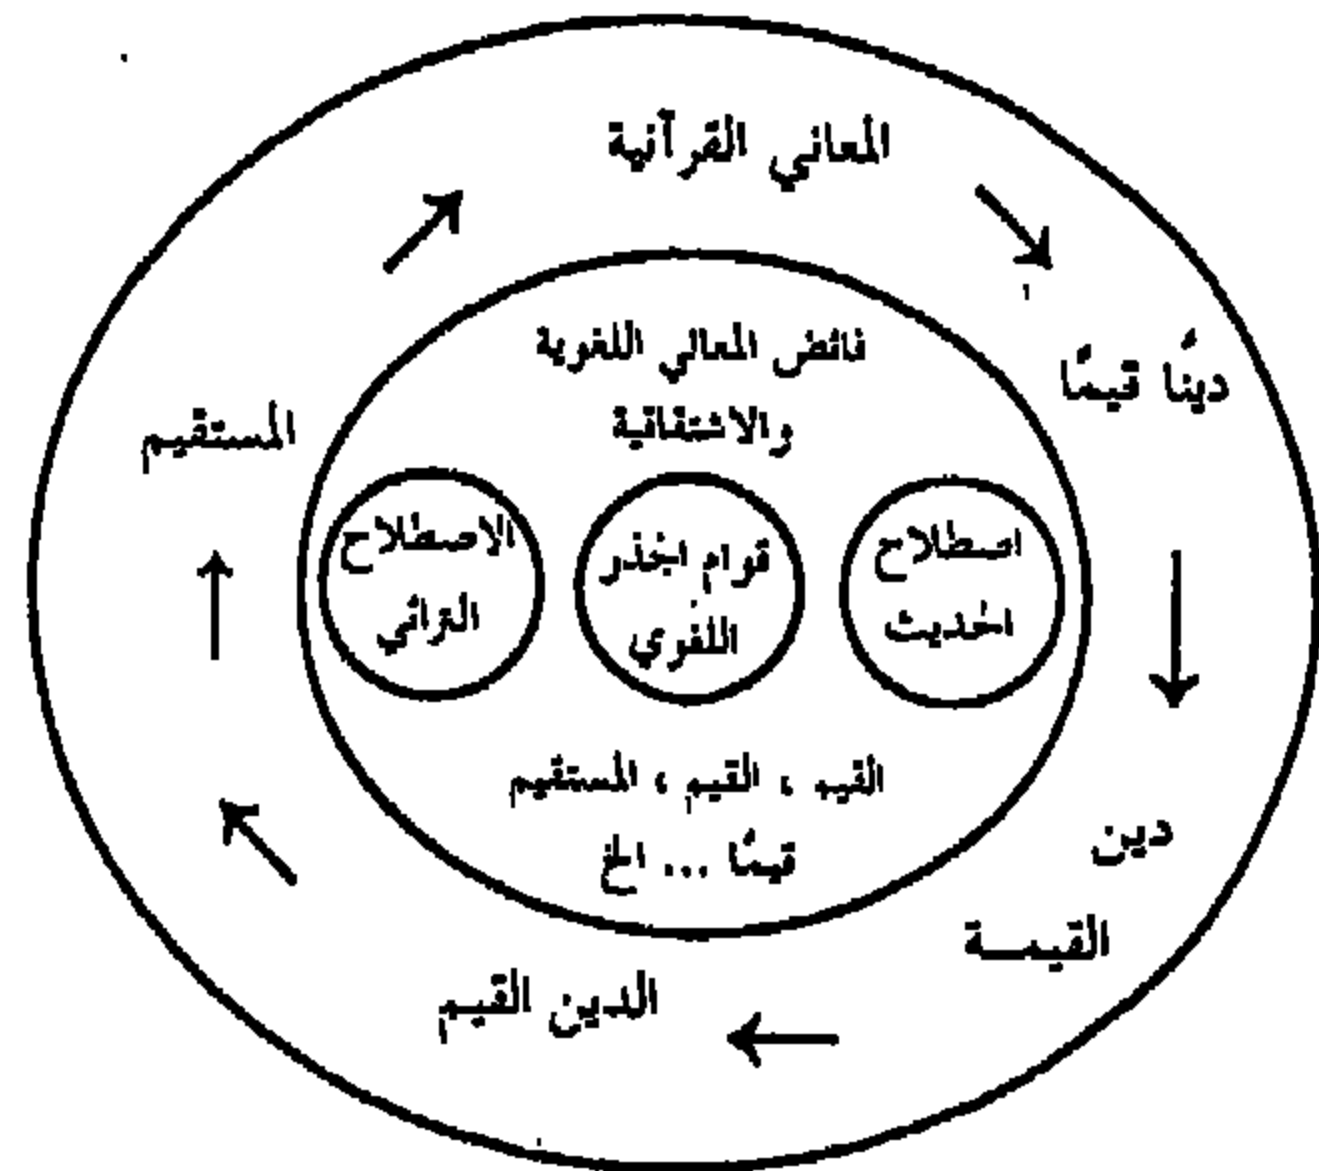 المعاني القرآنية
دينًا قيمًا
دين
القيمـــة
الدين القيم
المستقيم
فائض المعاني اللغوية
والاشتقاقية
اصطلاح
الحديث
قوام الجذر
اللغوي
الاصطلاح
التراثي
القيم ، القيم ، المستقيم
قيمًا ... الخ